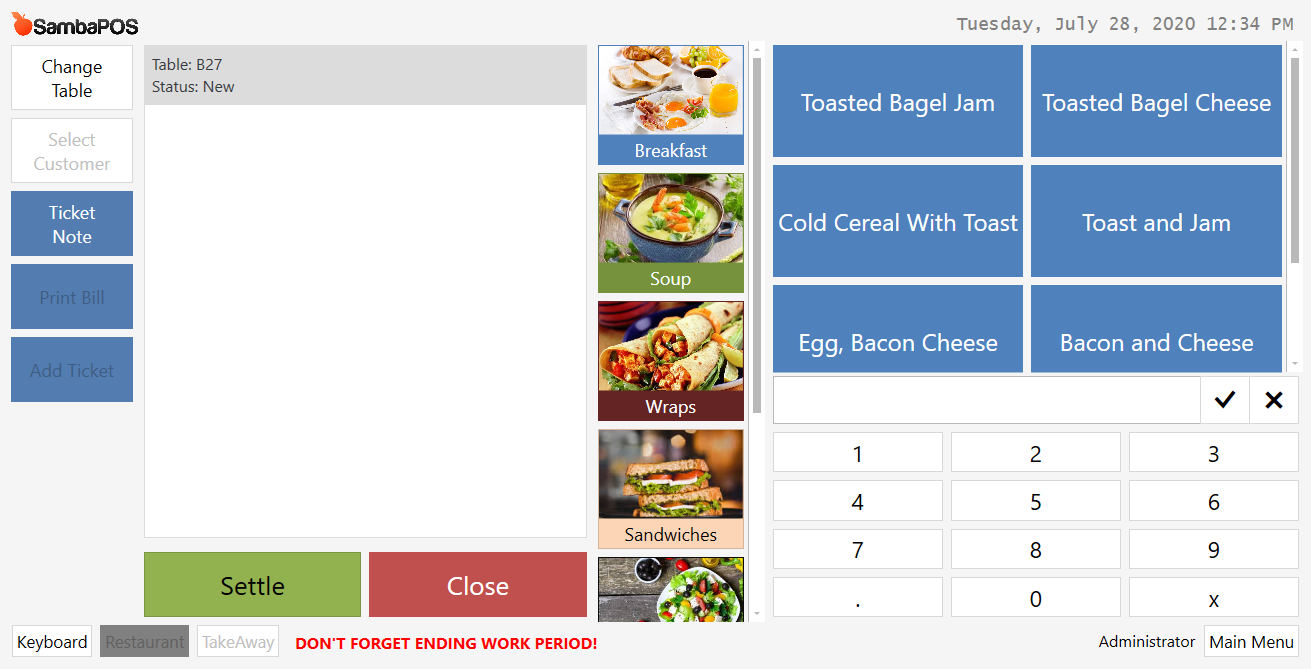 SambaPOS
Tuesday, July 28, 2020 12:34 PM
Change
Table
Select
Customer
Ticket
Note
Print Bill
Add Ticket
Table: B27
Status: New
Settle
Close
Breakfast
Soup
Wraps
Sandwiches
Toasted Bagel Jam
Toasted Bagel Cheese
Cold Cereal With Toast
Toast and Jam
Egg, Bacon Cheese
Bacon and Cheese
1
2
3
4
5
6
7
8
9
.
0
x
Keyboard
Restaurant
TakeAway
DON'T FORGET ENDING WORK PERIOD!
Administrator
Main Menu